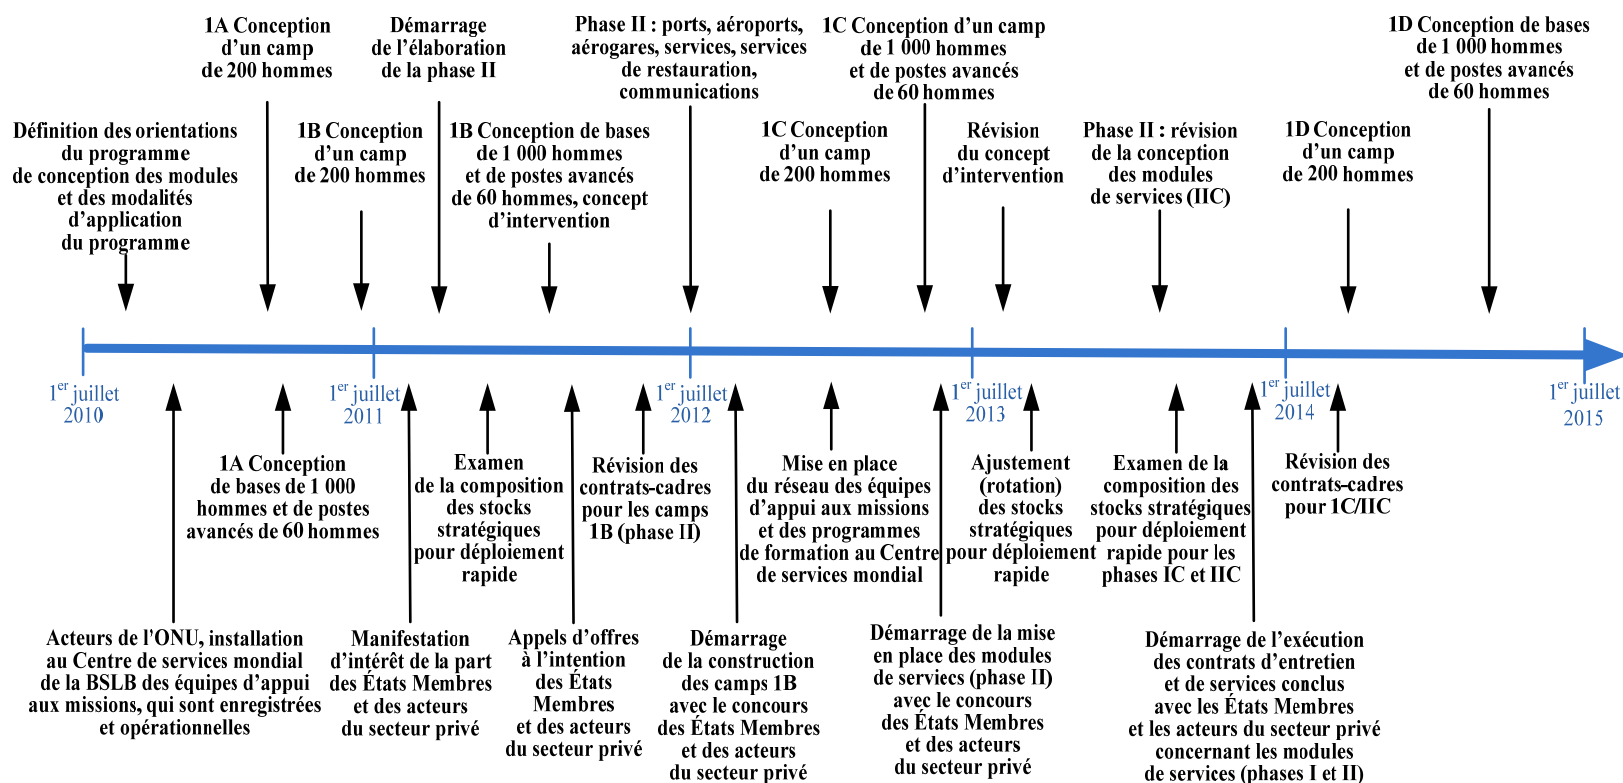 1A Conception
d'un camp
de 200 hommes
Démarrage
de l'élaboration
de la phase II
Phase II : ports, aéroports,
aérogares, services, services
de restauration,
communications
1C Conception d'un camp
de 1 000 hommes
et de postes avancés
de 60 hommes
1D Conception de bases
de 1 000 hommes
et de postes avancés
de 60 hommes
Définition des orientations
du programme
de conception des modules
et des modalités
d'application
du programme
1B Conception
d'un camp
de 200 hommes
1B Conception de bases
de 1 000 hommes
et de postes avancés
de 60 hommes, concept
d'intervention
1C Conception
d'un camp
de 200 hommes
Révision
du concept
d'intervention
Phase II : révision
de la conception
des modules
de services (IIC)
1D Conception
d'un camp
de 200 hommes
1er juillet
2010
1er juillet
2011
1er juillet
2012
1er juillet
2013
1er juillet
2014
1er juillet
2015
1A Conception
de bases de 1 000
hommes et de postes
avancés de 60 hommes
Examen
de la composition
des stocks
stratégiques
pour déploiement
rapide
Révision des
contrats-cadres
pour les camps
1B (phase II)
Mise en place
du réseau des équipes
d'appui aux missions
et des programmes
de formation au Centre
de services mondial
Ajustement
(rotation)
des stocks
stratégiques
pour déploiement
rapide
Examen de la
composition des
stocks stratégiques
pour déploiement
rapide pour les
phases IC et IIC
Révision des
contrats-cadres
pour 1C/IIC
Acteurs de l'ONU, installation
au Centre de services mondial
de la BSLB des équipes d'appui
aux missions, qui sont enregistrées
et opérationnelles
Manifestation
d'intérêt de la part
des États Membres
et des acteurs
du secteur privé
Appels d'offres
à l'intention
des États
Membres
et des acteurs
du secteur privé
Démarrage
de la construction
des camps 1B
avec le concours
des États Membres
et des acteurs
du secteur privé
Démarrage de la mise
en place des modules
de serviecs (phase II)
avec le concours
des États Membres
et des acteurs
du secteur privé
Démarrage de l'exécution
des contrats d'entretien
et de services conclus
avec les États Membres
et les acteurs du secteur privé
concernant les modules
de services (phases I et II)